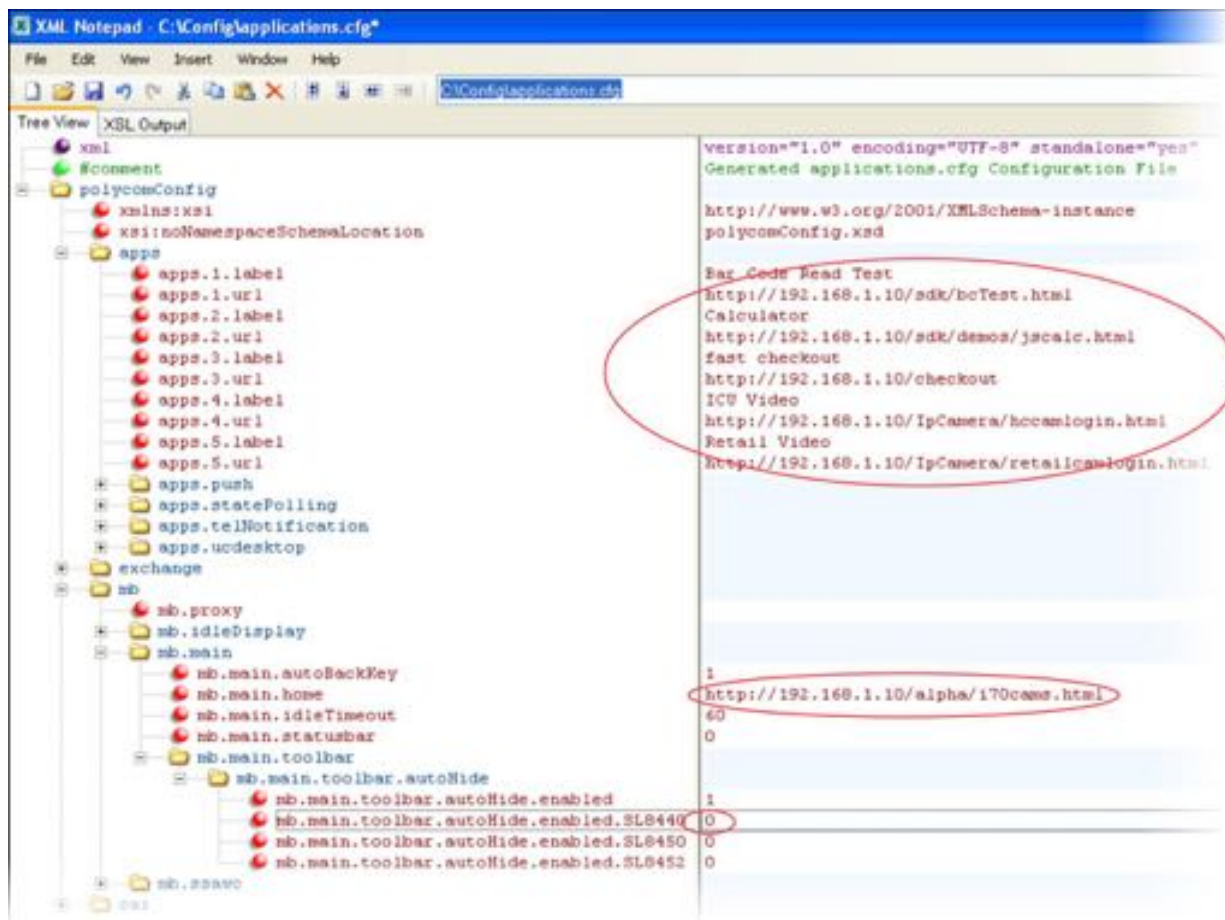 XML Notepad - C:\Config\applications.cfg*
File Edit View Insert Window Help
C:\Config\applications.cfg
Tree View XSL Output
xml version="1.0" encoding="UTF-8" standalone="yes"
#comment Generated applications.cfg Configuration File
polycomConfig
xmlns:xsi http://www.w3.org/2001/XMLSchema-instance
xsi:noNamespaceSchemaLocation polycomConfig.xsd
apps
apps.1.label Bar Code Read Test
apps.1.url http://192.168.1.10/sdk/bcTest.html
apps.2.label Calculator
apps.2.url http://192.168.1.10/sdk/demos/jscalc.html
apps.3.label fast checkout
apps.3.url http://192.168.1.10/checkout
apps.4.label ICU Video
apps.4.url http://192.168.1.10/IpCamera/hccamlogin.html
apps.5.label Retail Video
apps.5.url http://192.168.1.10/IpCamera/retailcamlogin.html
apps.push
apps.statePolling
apps.telNotification
apps.ucdesktop
exchange
mb
mb.proxy
mb.idleDisplay
mb.main
mb.main.autoBackKey 1
mb.main.home http://192.168.1.10/alpha/i70cams.html
mb.main.idleTimeout 60
mb.main.statusbar 0
mb.main.toolbar
mb.main.toolbar.autoHide
mb.main.toolbar.autoHide.enabled 1
mb.main.toolbar.autoHide.enabled.SL8440 0
mb.main.toolbar.autoHide.enabled.SL8450 0
mb.main.toolbar.autoHide.enabled.SL8452 0
mb.ssawc